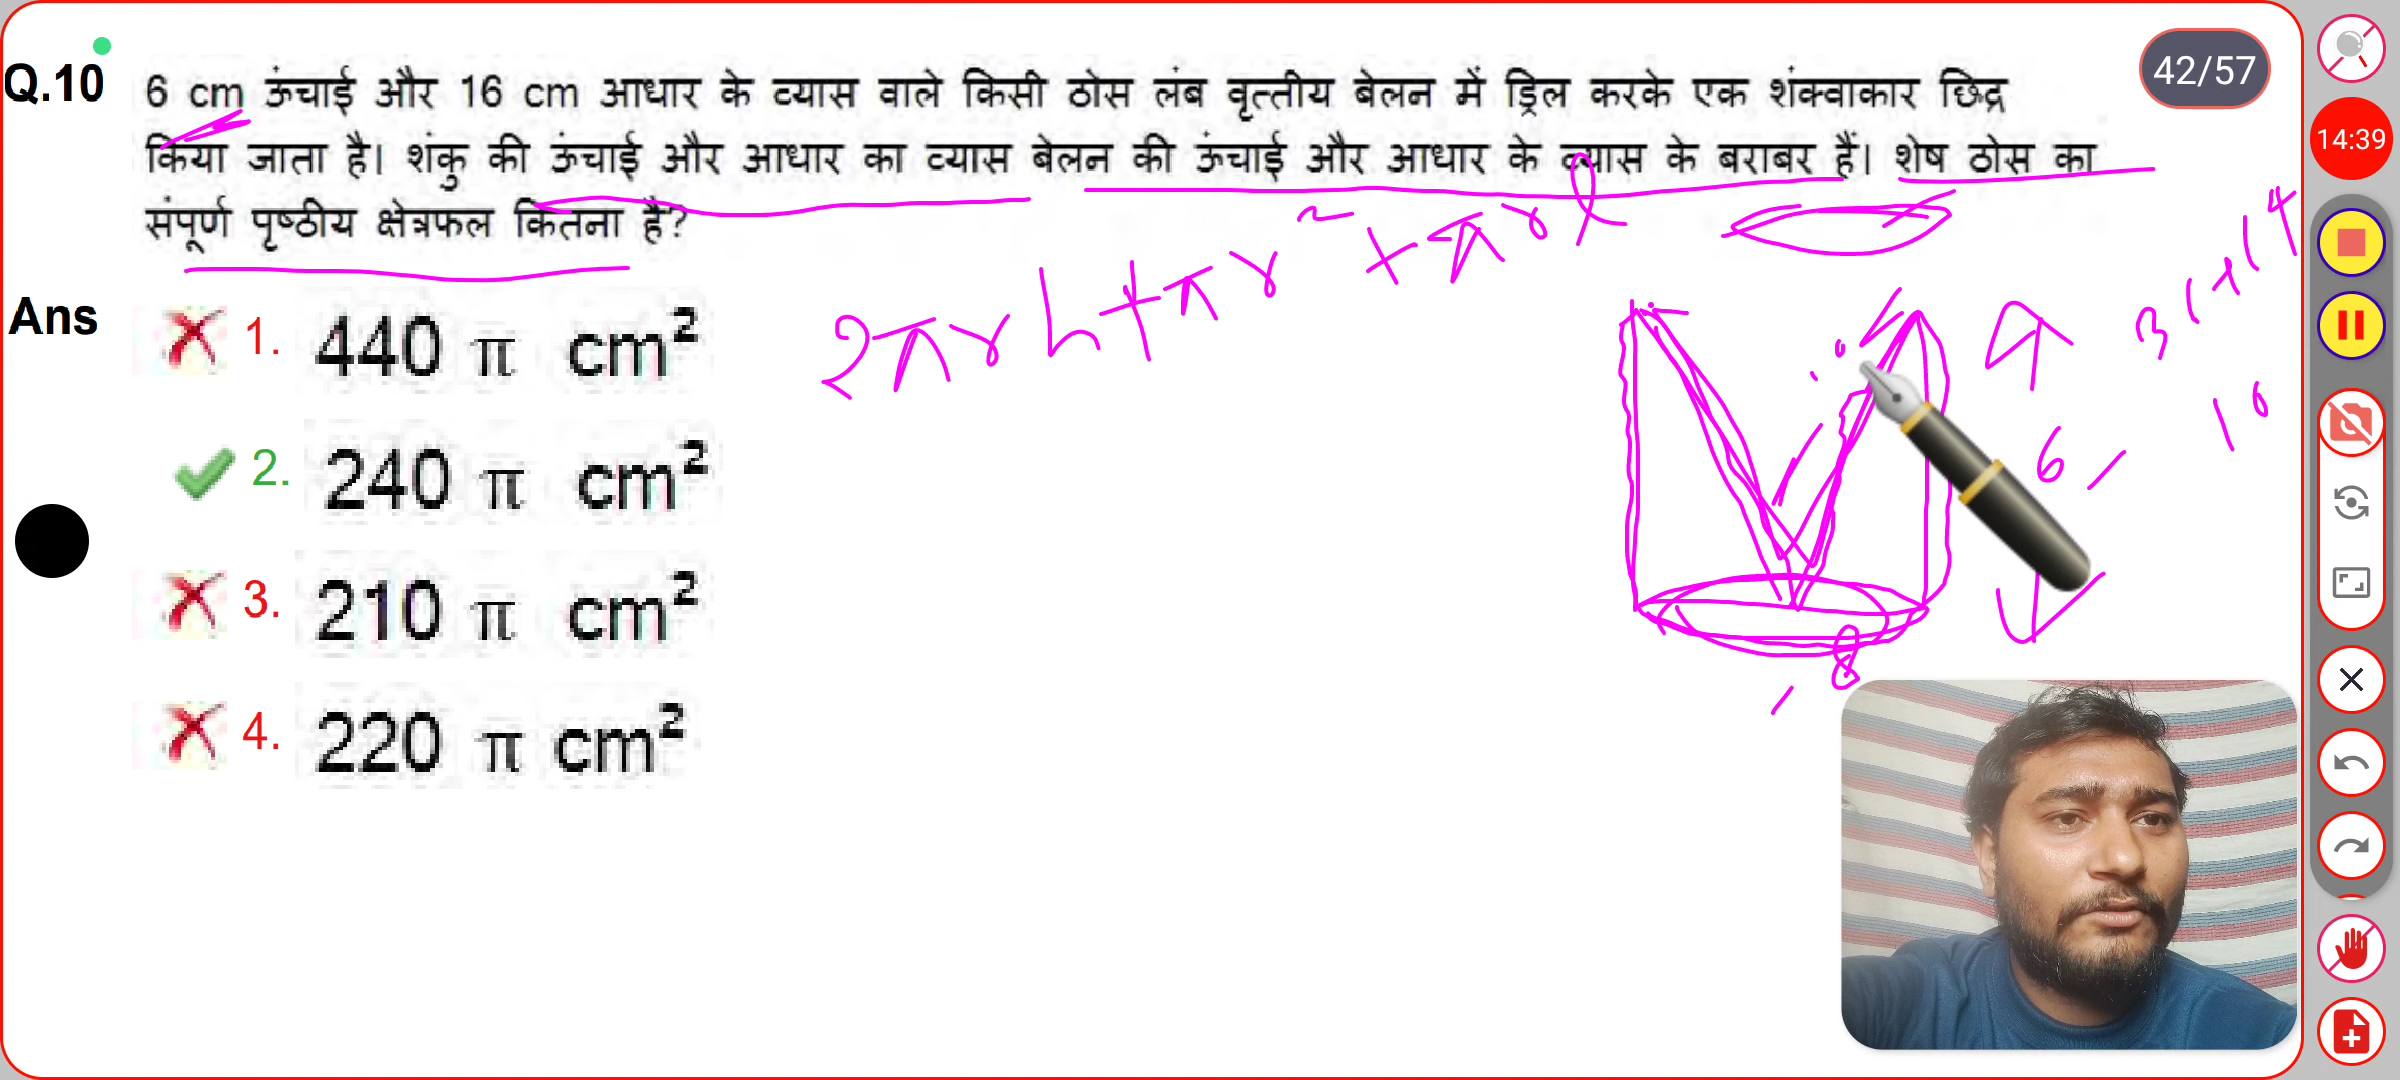 42/57
Q.10 6 cm ऊंचाई और 16 cm आधार के व्यास वाले किसी ठोस लंब वृत्तीय बेलन में ड्रिल करके एक शंक्वाकार छिद्र
14:39
किया जाता है। शंकु की ऊंचाई और आधार का व्यास बेलन की ऊंचाई और आधार के व्यास के बराबर हैं। शेष ठोस का
संपूर्ण पृष्ठीय क्षेत्रफल कितना है?
2πrh+πr²+πrl
Ans
1. 440 π cm²
2. 240 π cm²
3. 210 π cm²
4. 220 π cm²
6
10
8